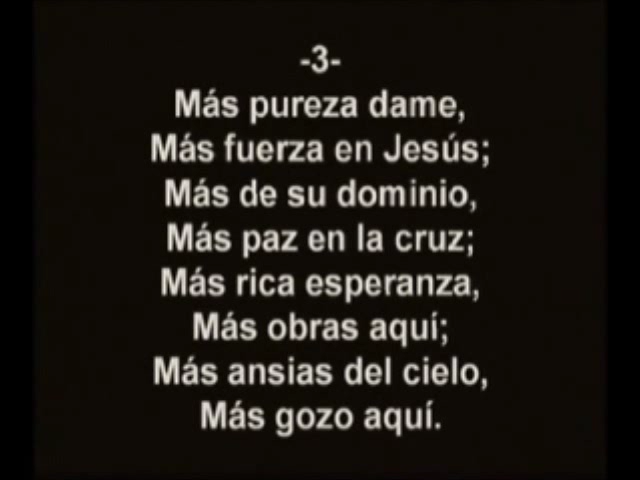 -3-
Más pureza dame,
Más fuerza en Jesús;
Más de su dominio,
Más paz en la cruz;
Más rica esperanza,
Más obras aquí;
Más ansias del cielo,
Más gozo aquí.